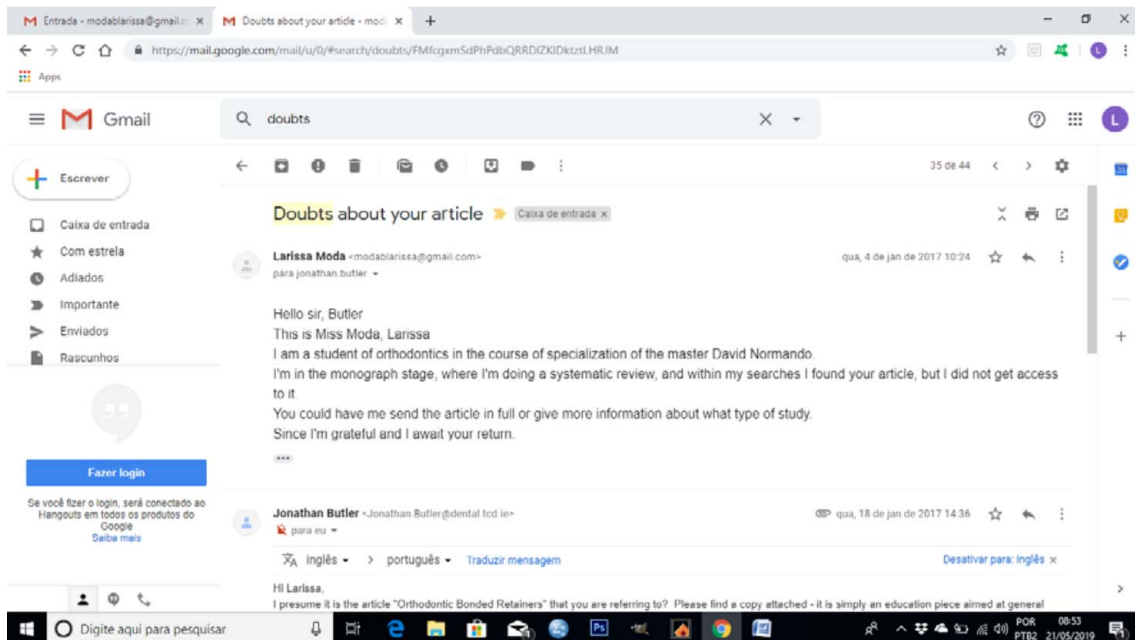 Entrada - modablarissa@gmail.c
Doubts about your article - mod
https://mail.google.com/mail/u/0/#search/doubts/
Apps
Gmail
doubts
Escrever
35 de 44
Caixa de entrada
Com estrela
Adiados
Importante
Enviados
Rascunhos
Doubts about your article
Caixa de entrada x
Larissa Moda <modablarissa@gmail.com>
qua, 4 de jan de 2017 10:24
para jonathan butler
Hello sir, Butler
This is Miss Moda, Larissa
I am a student of orthodontics in the course of specialization of the master David Normando.
I'm in the monograph stage, where I'm doing a systematic review, and within my searches I found your article, but I did not get access
to it.
You could have me send the article in full or give more information about what type of study.
Since I'm grateful and I await your return.
Fazer login
Se você fizer o login, será conectado ao
Hangouts em todos os produtos do
Google
Saiba mais
Jonathan Butler <Jonathan.Butler@dental.tcd.ie>
qua, 18 de jan de 2017 14:36
para eu
inglês > português Traduzir mensagem
Desativar para: inglês x
Hi Larissa,
I presume it is the article "Orthodontic Bonded Retainers" that you are referring to? Please find a copy attached - it is simply an education piece aimed at general
Digite aqui para pesquisar
POR 08:53
PTB2 21/05/2019